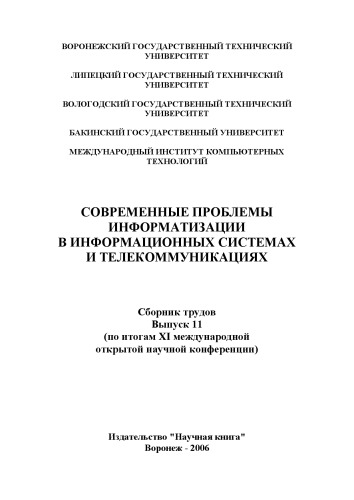 ВОРОНЕЖСКИЙ ГОСУДАРСТВЕННЫЙ ТЕХНИЧЕСКИЙ
УНИВЕРСИТЕТ
ЛИПЕЦКИЙ ГОСУДАРСТВЕННЫЙ ТЕХНИЧЕСКИЙ
УНИВЕРСИТЕТ
ВОЛОГОДСКИЙ ГОСУДАРСТВЕННЫЙ ТЕХНИЧЕСКИЙ
УНИВЕРСИТЕТ
БАКИНСКИЙ ГОСУДАРСТВЕННЫЙ УНИВЕРСИТЕТ
МЕЖДУНАРОДНЫЙ ИНСТИТУТ КОМПЬЮТЕРНЫХ
ТЕХНОЛОГИЙ
СОВРЕМЕННЫЕ ПРОБЛЕМЫ
ИНФОРМАТИЗАЦИИ
В ИНФОРМАЦИОННЫХ СИСТЕМАХ
И ТЕЛЕКОММУНИКАЦИЯХ
Сборник трудов
Выпуск 11
(по итогам XI международной
открытой научной конференции)
Издательство "Научная книга"
Воронеж - 2006